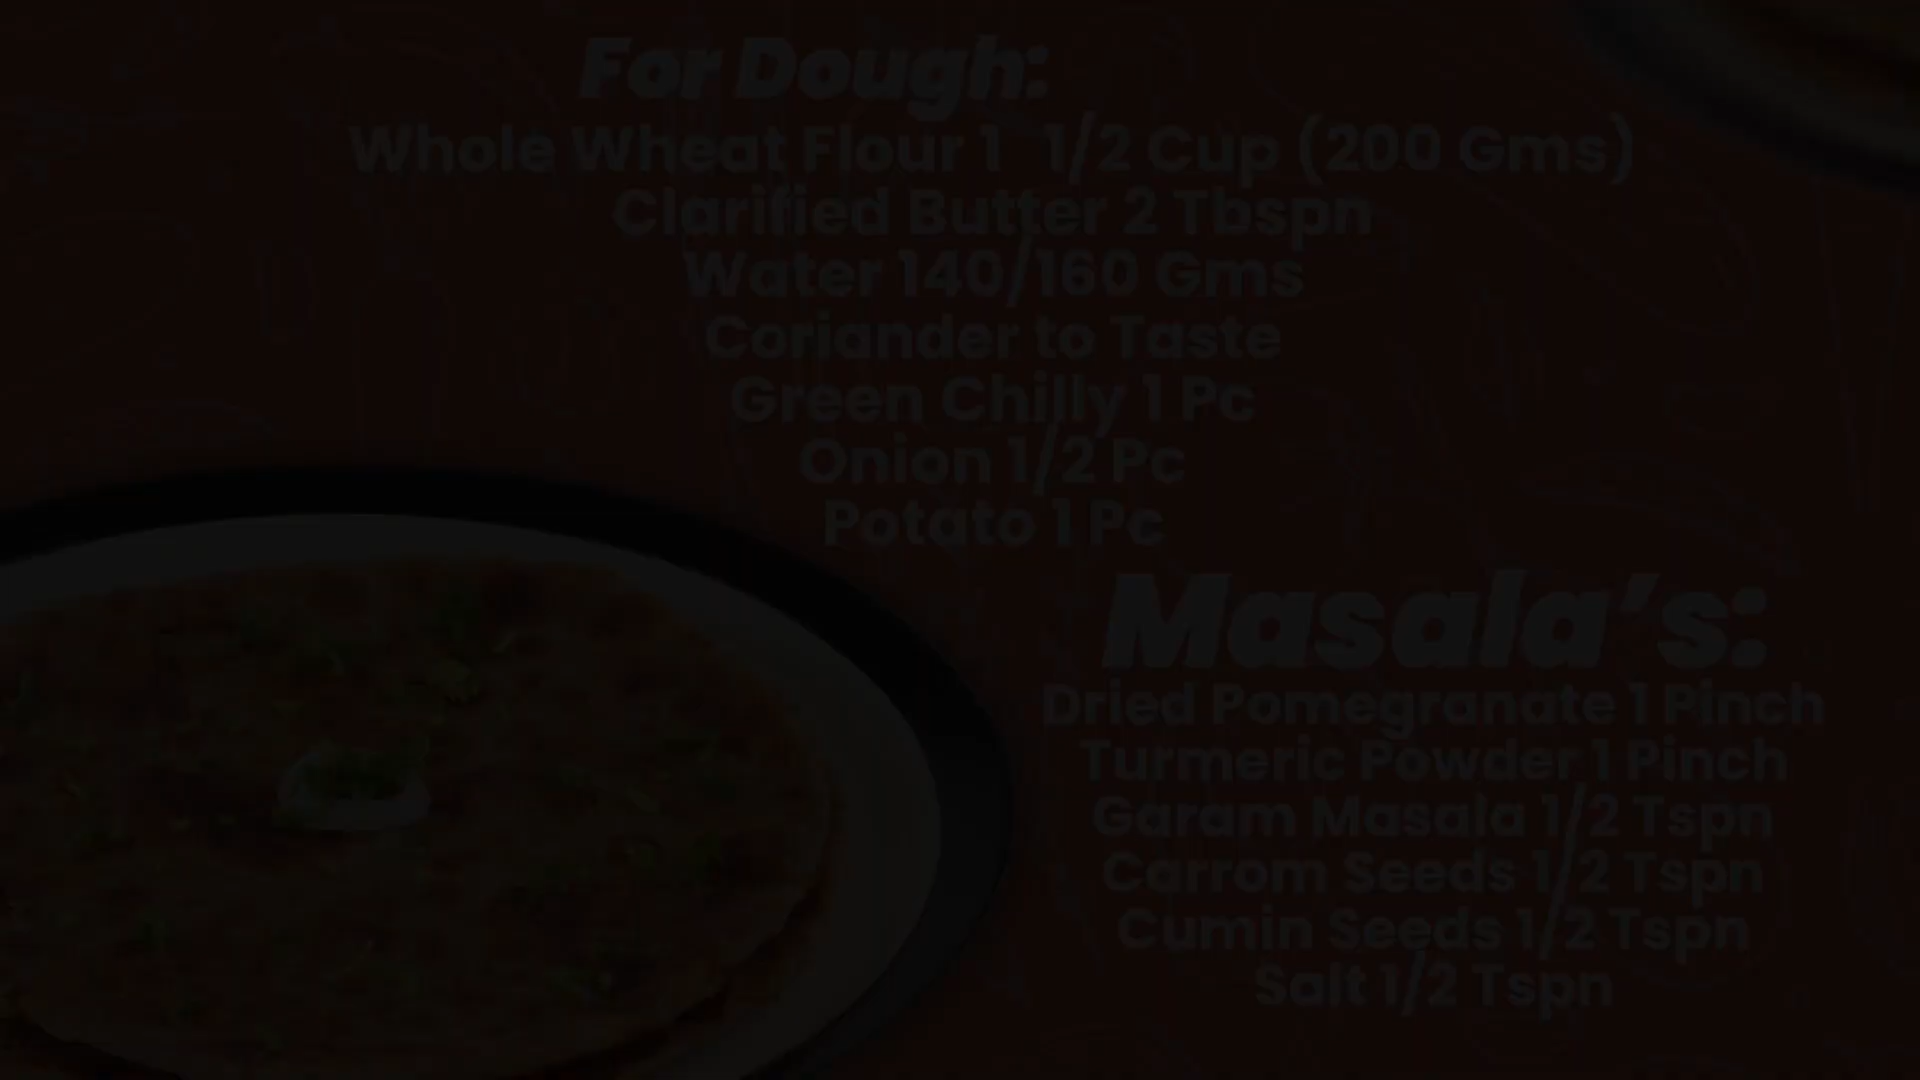 For Dough:
Whole Wheat Flour 1 1/2 Cup (200 Gms)
Clarified Butter 2 Tbspn
Water 140/160 Gms
Coriander to Taste
Green Chilly 1 Pc
Onion 1/2 Pc
Potato 1 Pc
Masala's:
Dried Pomegranate 1 Pinch
Turmeric Powder 1 Pinch
Garam Masala 1/2 Tspn
Carrom Seeds 1/2 Tspn
Cumin Seeds 1/2 Tspn
Salt 1/2 Tspn